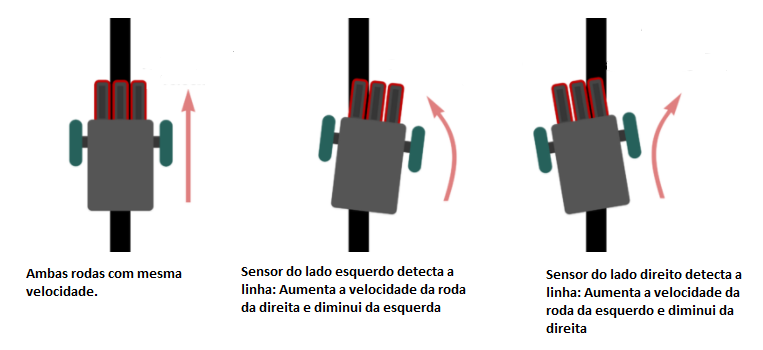 Ambas rodas com mesma
velocidade.
Sensor do lado esquerdo detecta a
linha: Aumenta a velocidade da roda
da direita e diminui da esquerda
Sensor do lado direito detecta a
linha: Aumenta a velocidade da
roda da esquerdo e diminui da
direita